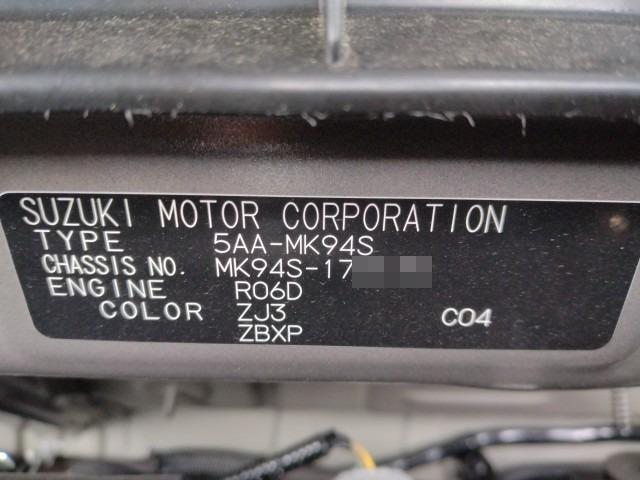 SUZUKI MOTOR CORPORATION
TYPE 5AA-MK94S
CHASSIS NO. MK94S-17
ENGINE R06D
COLOR ZJ3 C04
ZBXP